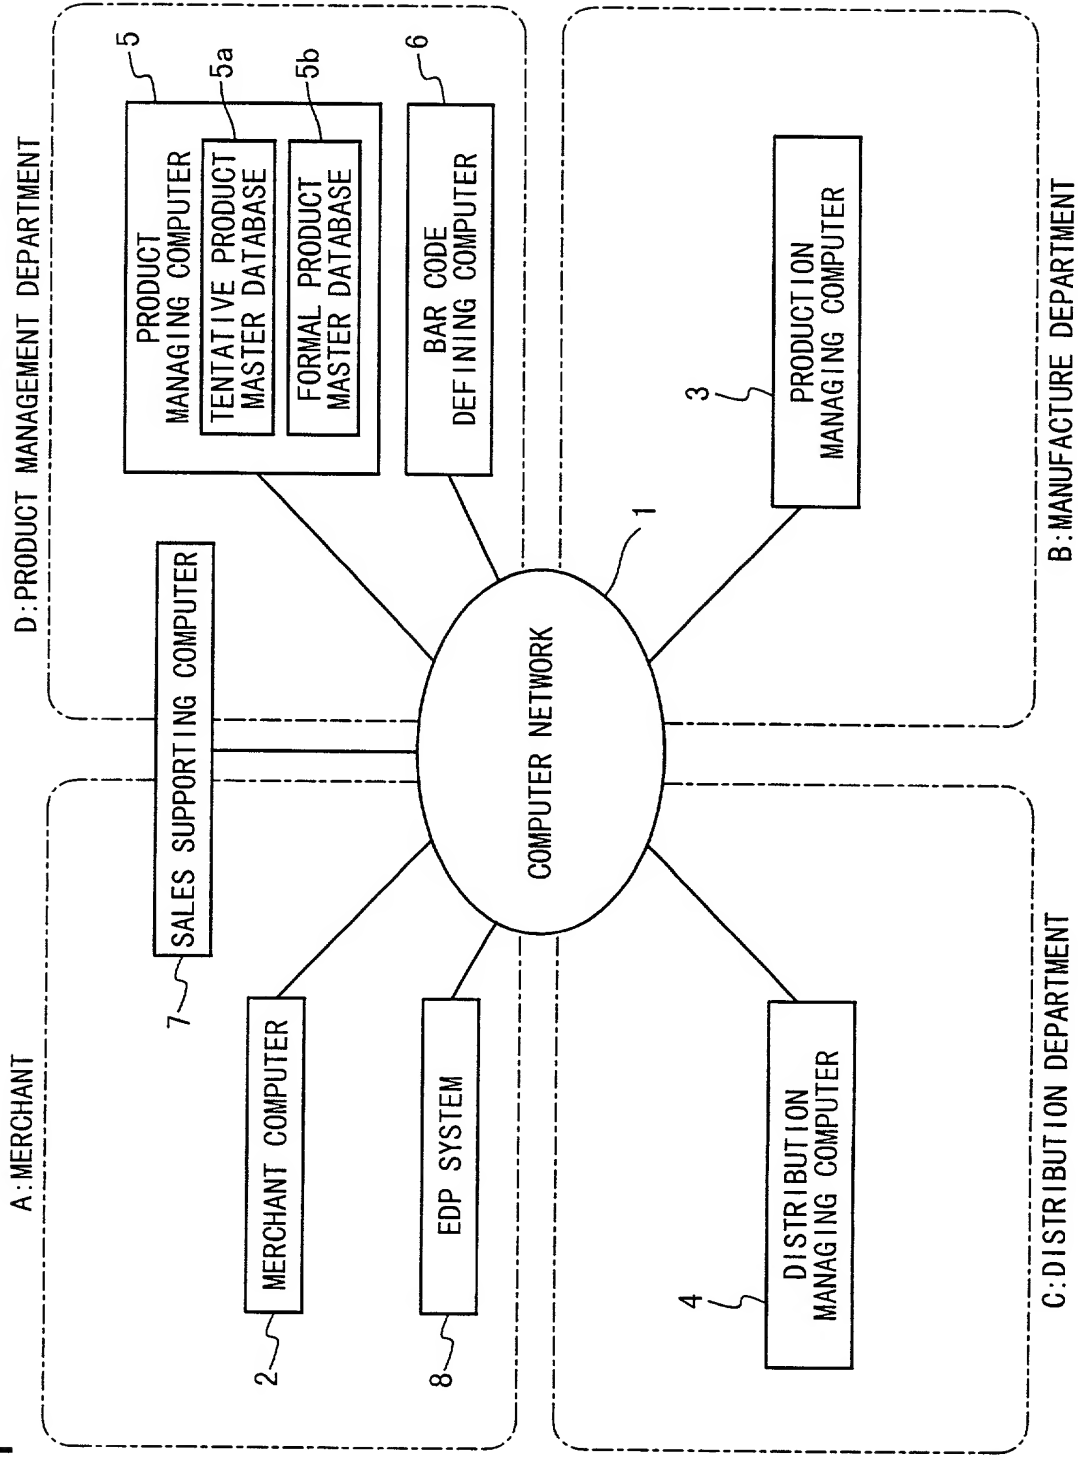 A:MERCHANT
D:PRODUCT MANAGEMENT DEPARTMENT
7
SALES SUPPORTING COMPUTER
5
PRODUCT
MANAGING COMPUTER
TENTATIVE PRODUCT
MASTER DATABASE
5a
FORMAL PRODUCT
MASTER DATABASE
5b
2
MERCHANT COMPUTER
8
EDP SYSTEM
BAR CODE
DEFINING COMPUTER
6
COMPUTER NETWORK
1
4
DISTRIBUTION
MANAGING COMPUTER
3
PRODUCTION
MANAGING COMPUTER
C:DISTRIBUTION DEPARTMENT
B:MANUFACTURE DEPARTMENT